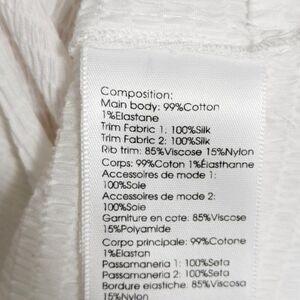 Composition:
Main body: 99%Cotton
1%Elastane
Trim Fabric 1: 100%Silk
Trim Fabric 2: 100%Silk
Rib trim: 85%Viscose 15%Nylon
Corps: 99%Coton 1%Élasthanne
Accessoires de mode 1:
100%Soie
Accessoires de mode 2:
100%Soie
Garniture en cote: 85%Viscose
15%Polyamide
Corpo principale: 99%Cotone
1%Elastan
Passamaneria 1: 100%Seta
Passamaneria 2: 100%Seta
Bordure elastiche: 85%Viscosa
15%Nylon